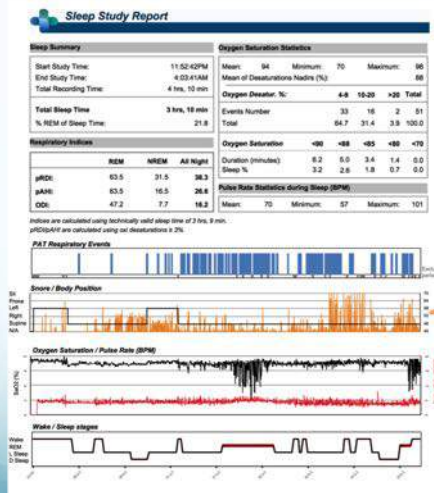 Sleep Study Report
Sleep Summary
Start Study Time: 11:52:42PM
End Study Time: 4:03:41AM
Total Recording Time: 4 hrs, 10 min
Total Sleep Time 3 hrs, 10 min
% REM of Sleep Time: 21.8
Respiratory Indices
REM NREM All Night
pRDI: 63.5 31.5 38.3
pAHI: 63.5 16.5 26.6
ODI: 47.2 7.7 16.2
Oxygen Saturation Statistics
Mean: 94 Minimum: 70 Maximum: 98
Mean of Desaturations Nadirs (%): 88
Oxygen Desatur. %: 4-9 10-20 >20 Total
Events Number 33 16 2 51
Total 64.7 31.4 3.9 100.0
Oxygen Saturation <90 <88 <85 <80 <70
Duration (minutes): 6.2 5.0 3.4 1.4 0.0
Sleep % 3.2 2.6 1.8 0.7 0.0
Pulse Rate Statistics during Sleep (BPM)
Mean: 70 Minimum: 57 Maximum: 101
Indices are calculated using technically valid sleep time of 3 hrs, 9 min.
pRDI/pAHI are calculated using oxi desaturations ≥ 3%
PAT Respiratory Events
Snore / Body Position
Prone
Left
Right
Supine
N/A
Oxygen Saturation / Pulse Rate (BPM)
SaO2 (%)
Wake / Sleep stages
Wake
REM
L Sleep
D Sleep